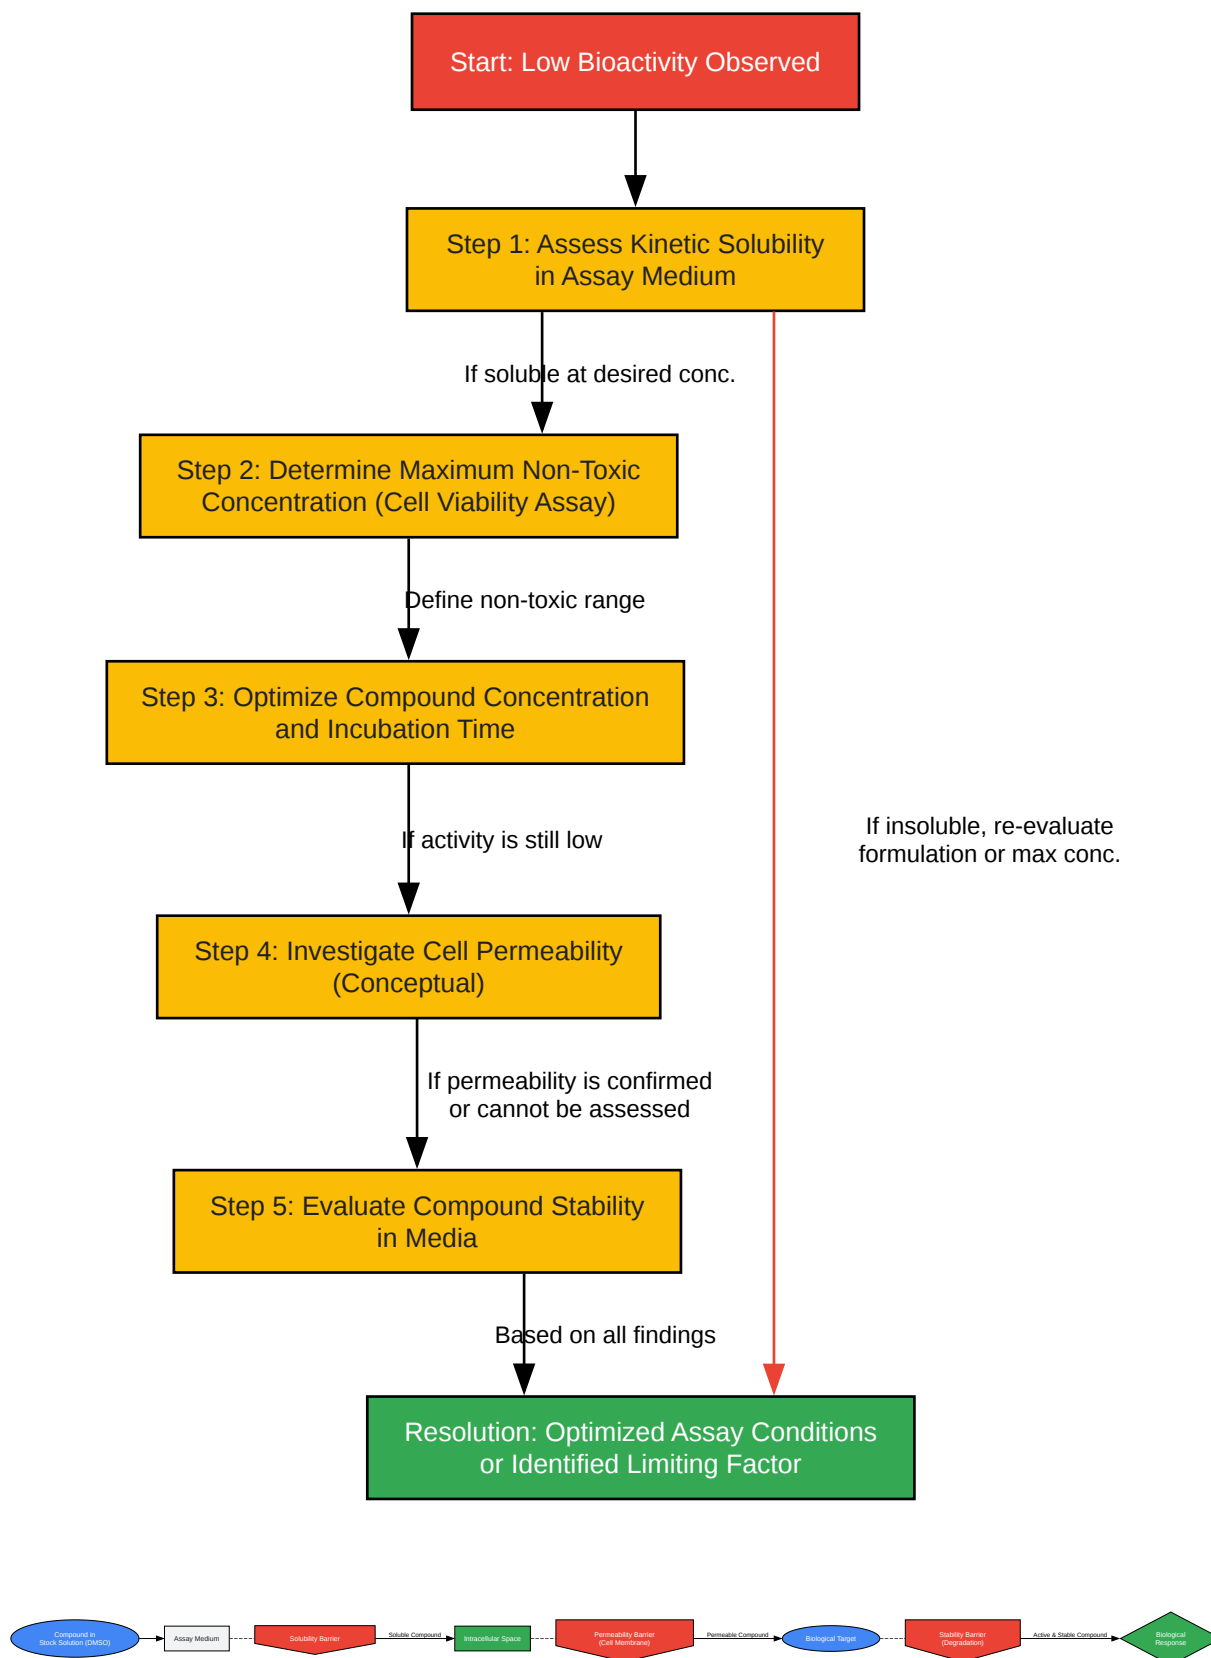 Start: Low Bioactivity Observed
Step 1: Assess Kinetic Solubility
in Assay Medium
If soluble at desired conc.
Step 2: Determine Maximum Non-Toxic
Concentration (Cell Viability Assay)
Define non-toxic range
Step 3: Optimize Compound Concentration
and Incubation Time
If activity is still low
If insoluble, re-evaluate
formulation or max conc.
Step 4: Investigate Cell Permeability
(Conceptual)
If permeability is confirmed
or cannot be assessed
Step 5: Evaluate Compound Stability
in Media
Based on all findings
Resolution: Optimized Assay Conditions
or Identified Limiting Factor
Compound in
Stock Solution (DMSO)
Assay Medium
Solubility Barrier
Soluble Compound
Intracellular Space
Permeability Barrier
(Cell Membrane)
Permeable Compound
Biological Target
Stability Barrier
(Degradation)
Active & Stable Compound
Biological
Response